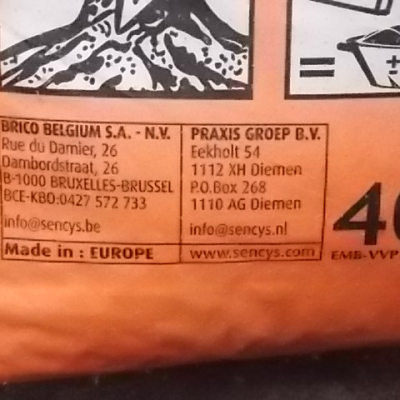 BRICO BELGIUM S.A. - N.V.
Rue du Damier, 26
Dambordstraat, 26
B-1000 BRUXELLES-BRUSSEL
BCE-KBO:0427 572 733
info@sencys.be
Made in : EUROPE
PRAXIS GROEP B.V.
Eekholt 54
1112 XH Diemen
P.O.Box 268
1110 AG Diemen
info@sencys.nl
www.sencys.com
=
±
4
EMB-VVP